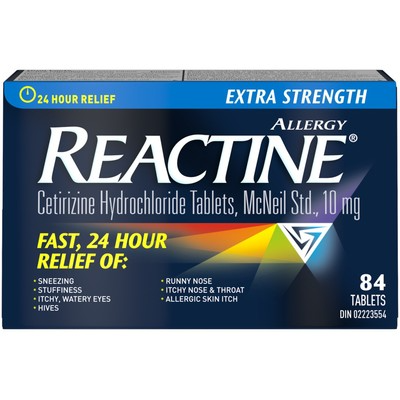 24 HOUR RELIEF
EXTRA STRENGTH
ALLERGY
REACTINE®
Cetirizine Hydrochloride Tablets, McNeil Std., 10 mg
FAST, 24 HOUR
RELIEF OF:
• SNEEZING
• STUFFINESS
• ITCHY, WATERY EYES
• HIVES
• RUNNY NOSE
• ITCHY NOSE & THROAT
• ALLERGIC SKIN ITCH
84
TABLETS
DIN 02223554